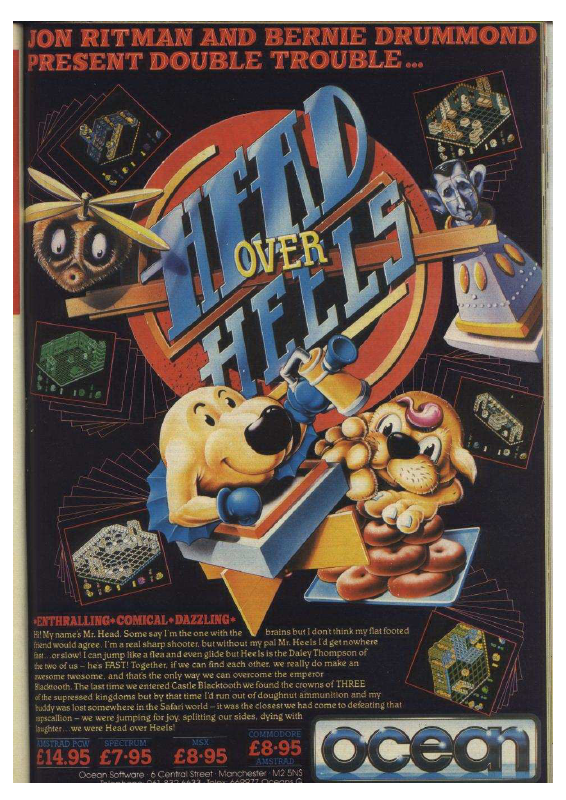 JON RITMAN AND BERNIE DRUMMOND
PRESENT DOUBLE TROUBLE...
HEAD
OVER
HEELS
•ENTHRALLING•COMICAL•DAZZLING•
Hi! My name's Mr. Head. Some say I'm the one with the brains but I don't think my flat footed
friend would agree. I'm a real sharp shooter, but without my pal Mr. Heels I'd get nowhere
fast...or slow! I can jump like a flea and even glide but Heels is the Daley Thompson of
the two of us – he's FAST! Together, if we can find each other, we really do make an
awesome twosome, and that's the only way we can overcome the emperor
Blacktooth. The last time we entered Castle Blacktooth we found the crowns of THREE
of the supressed kingdoms but by that time I'd run out of doughnut ammunition and my
buddy was lost somewhere in the Safari world – it was the closest we had come to defeating that
rapscallion – we were jumping for joy, splitting our sides, dying with
laughter...we were Head over Heels!
AMSTRAD PCW
£14.95
SPECTRUM
£7·95
MSX
£8·95
COMMODORE
£8·95
AMSTRAD
ocean
Ocean Software · 6 Central Street · Manchester · M2 5NS
Telephone: 061 832 6633 · Telex: 669977 Oceans G